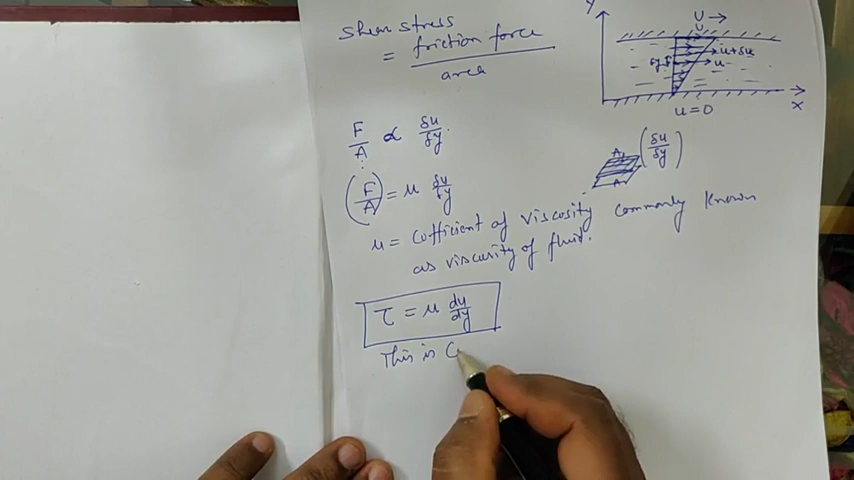 Shear stress
= friction force
area
F/A ∝ δu/δy.
(F/A) = μ δu/δy
μ = Cofficient of viscosity commonly known
as viscosity of fluid.
τ = μ du/dy
This is C
y
U →
u
u+δu
δy
u
u=0
x
A
(δu/δy)
A